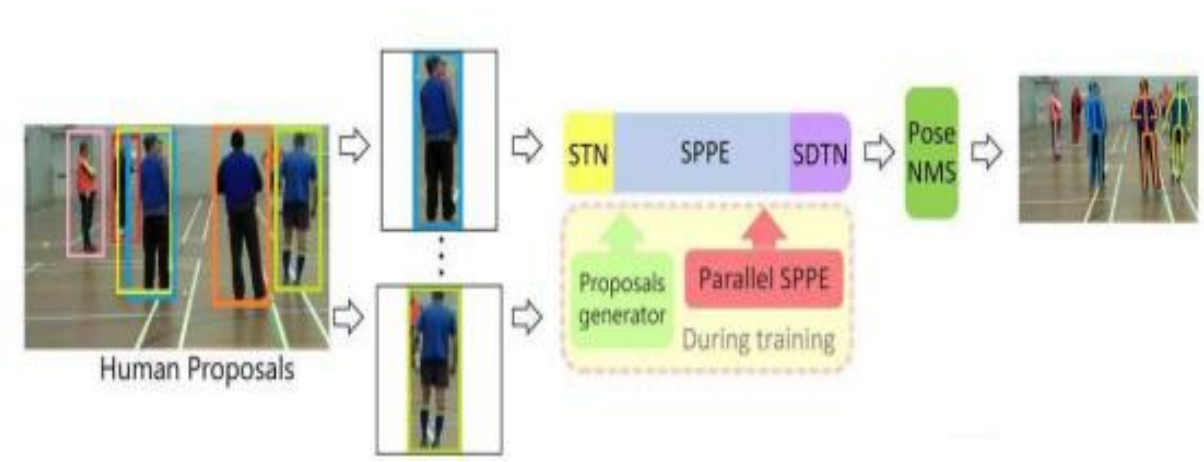 Human Proposals
STN
SPPE
SDTN
Proposals
generator
Parallel SPPE
During training
Pose
NMS